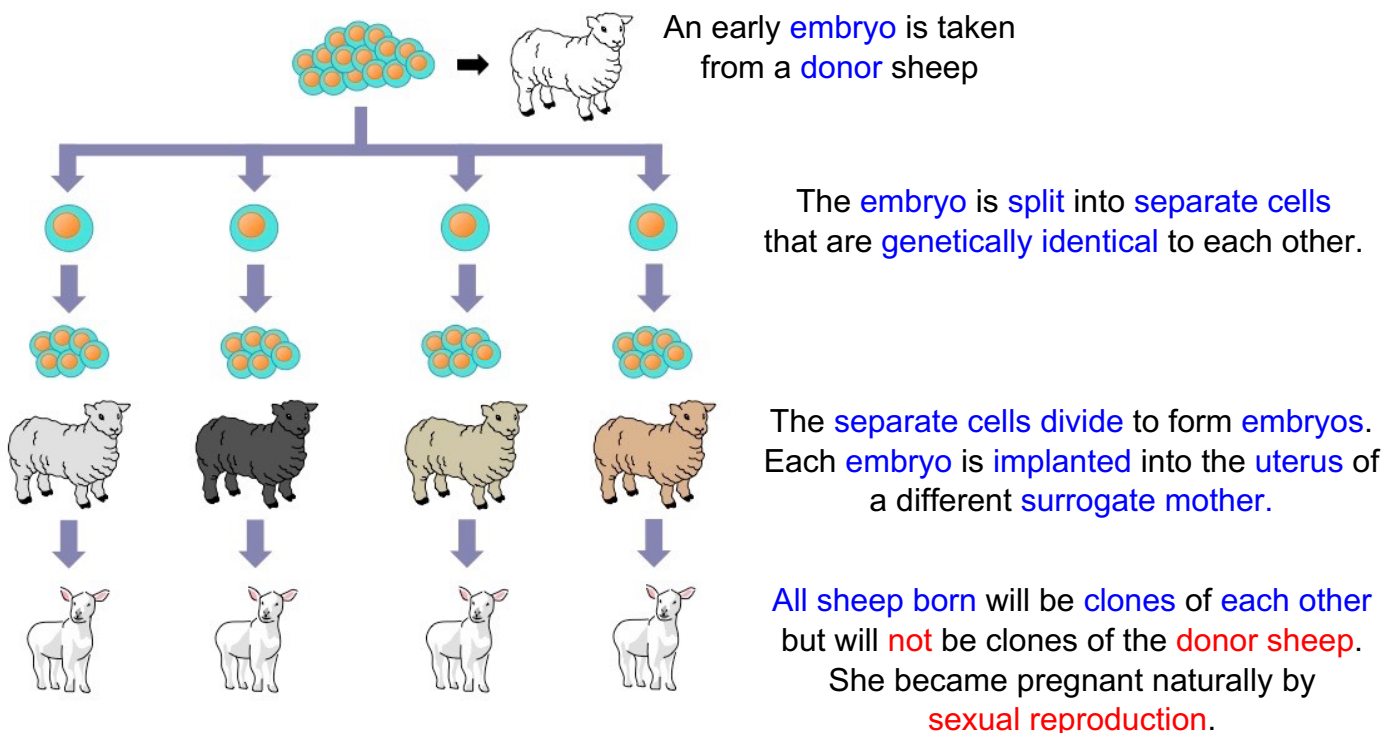 An early embryo is taken
from a donor sheep
The embryo is split into separate cells
that are genetically identical to each other.
The separate cells divide to form embryos.
Each embryo is implanted into the uterus of
a different surrogate mother.
All sheep born will be clones of each other
but will not be clones of the donor sheep.
She became pregnant naturally by
sexual reproduction.